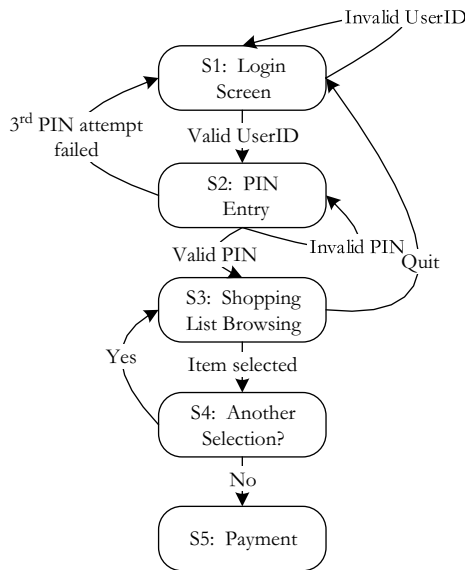 Invalid UserID
S1: Login
Screen
3rd PIN attempt
failed
Valid UserID
S2: PIN
Entry
Valid PIN
Invalid PIN
Quit
S3: Shopping
List Browsing
Yes
Item selected
S4: Another
Selection?
No
S5: Payment